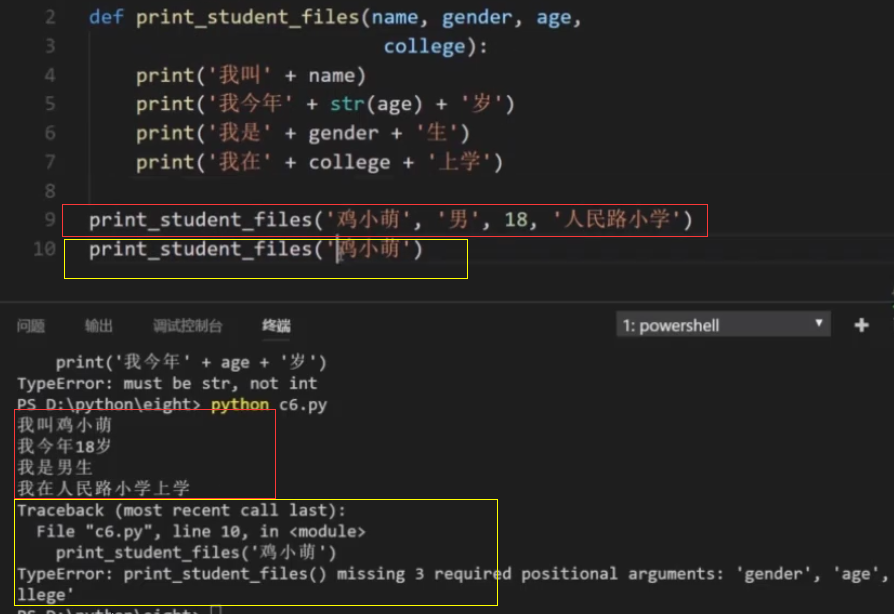 2 def print_student_files(name, gender, age,
3 college):
4 print('我叫' + name)
5 print('我今年' + str(age) + '岁')
6 print('我是' + gender + '生')
7 print('我在' + college + '上学')
8
9 print_student_files('鸡小萌', '男', 18, '人民路小学')
10 print_student_files('鸡小萌')
问题 输出 调试控制台 终端 1: powershell
print('我今年' + age + '岁')
TypeError: must be str, not int
PS D:\python\eight> python c6.py
我叫鸡小萌
我今年18岁
我是男生
我在人民路小学上学
Traceback (most recent call last):
File "c6.py", line 10, in <module>
print_student_files('鸡小萌')
TypeError: print_student_files() missing 3 required positional arguments: 'gender', 'age',
llege'
PS D:\python\eight>